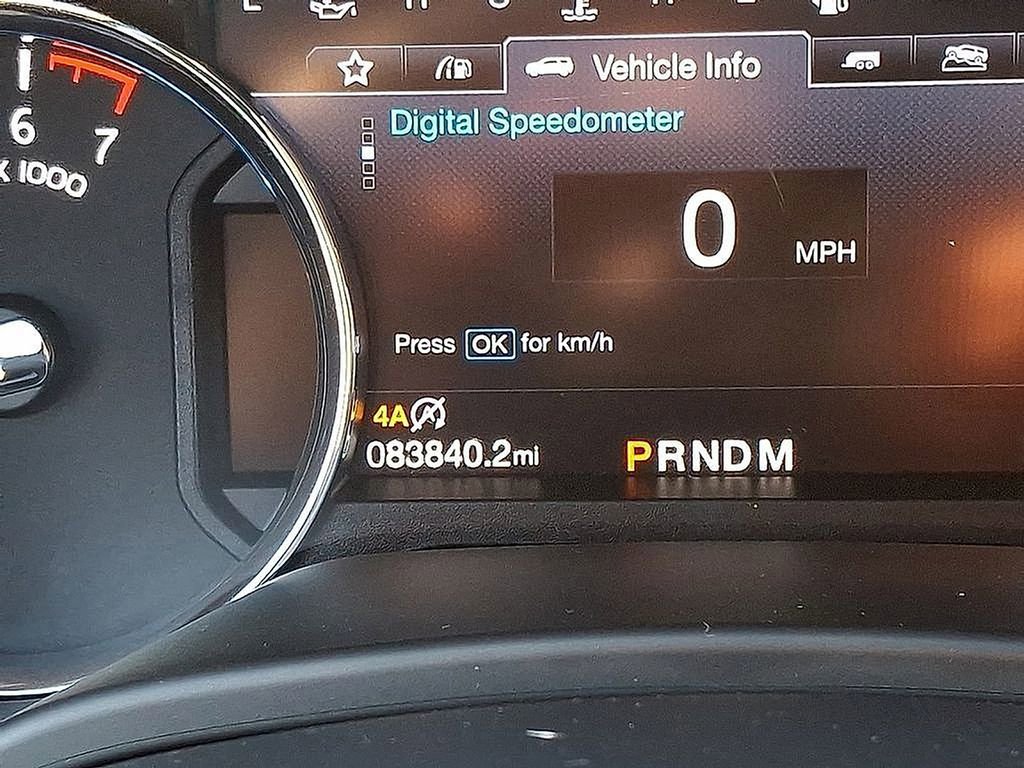 Vehicle Info
Digital Speedometer
6
7
x 1000
0 MPH
Press OK for km/h
4A
083840.2mi
PRNDM